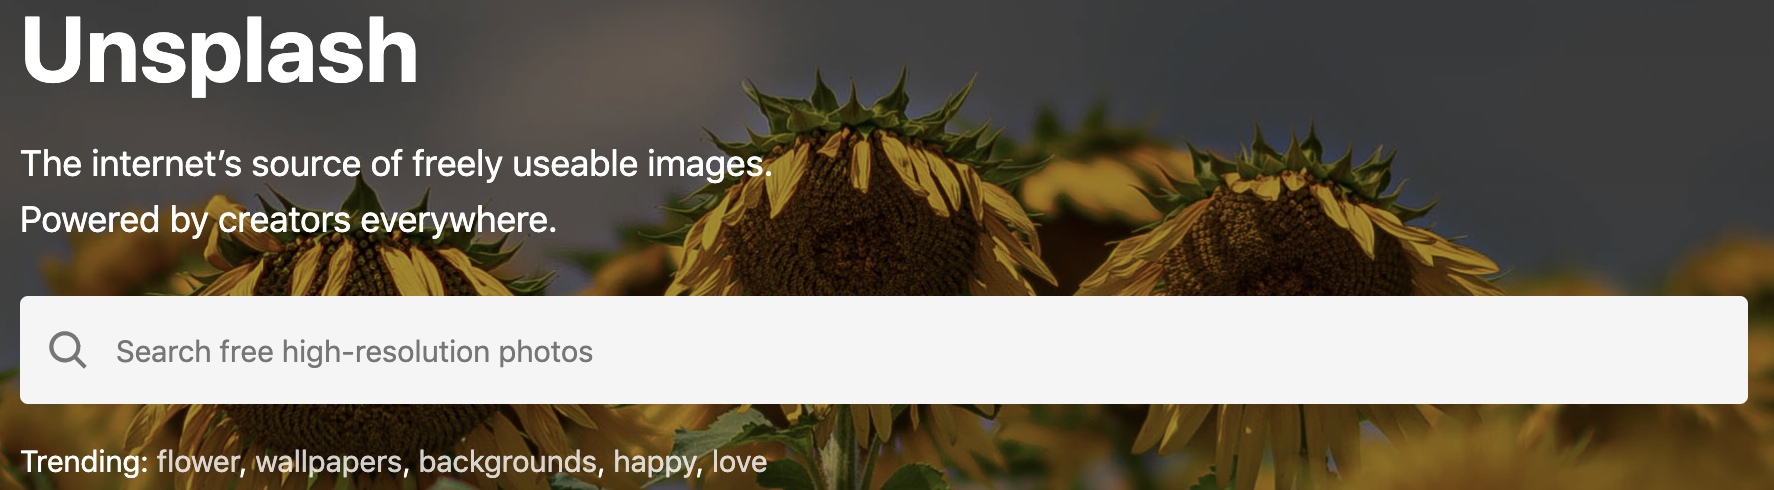 Unsplash
The internet’s source of freely useable images.
Powered by creators everywhere.
Search free high-resolution photos
Trending: flower, wallpapers, backgrounds, happy, love